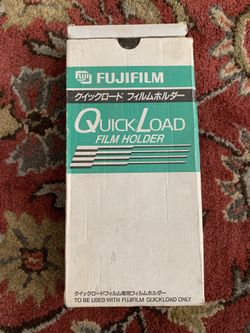 FUJI FUJIFILM
クイックロード フィルムホルダー
QUICKLOAD
FILM HOLDER
クイックロードフィルム専用フィルムホルダー
TO BE USED WITH FUJIFILM QUICKLOAD ONLY